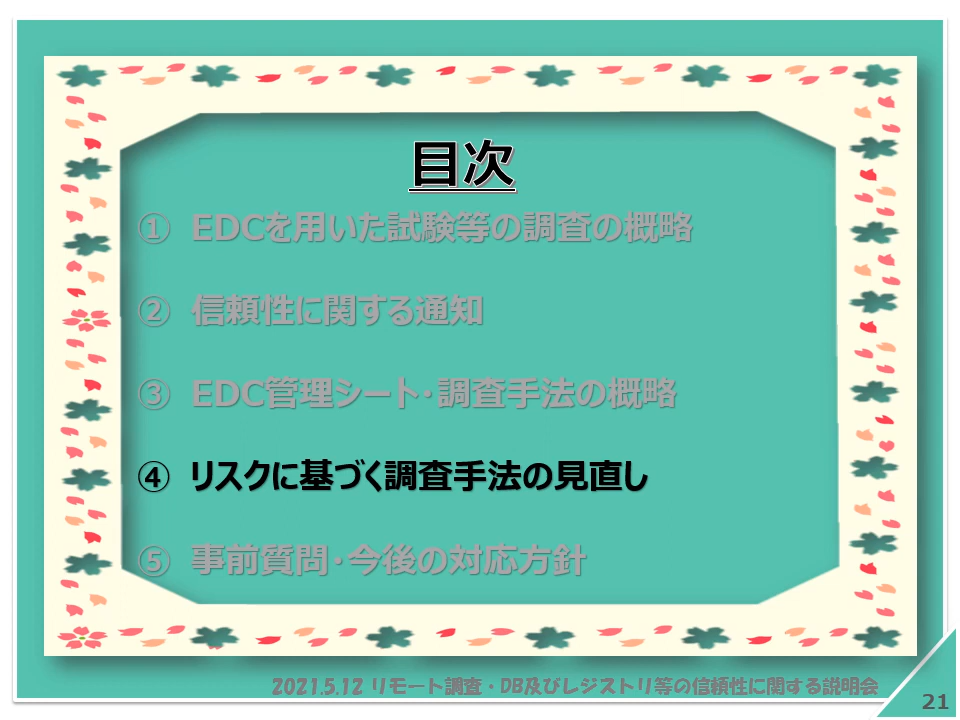 目次
① EDCを用いた試験等の調査の概略
② 信頼性に関する通知
③ EDC管理シート・調査手法の概略
④ リスクに基づく調査手法の見直し
⑤ 事前質問・今後の対応方針
2021.5.12 リモート調査・DB及びレジストリ等の信頼性に関する説明会
21